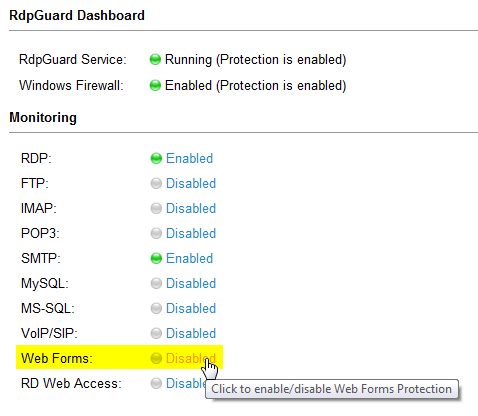 RdpGuard Dashboard
RdpGuard Service: Running (Protection is enabled)
Windows Firewall: Enabled (Protection is enabled)
Monitoring
RDP: Enabled
FTP: Disabled
IMAP: Disabled
POP3: Disabled
SMTP: Enabled
MySQL: Disabled
MS-SQL: Disabled
VoIP/SIP: Disabled
Web Forms: Disabled
RD Web Access:
Click to enable/disable Web Forms Protection